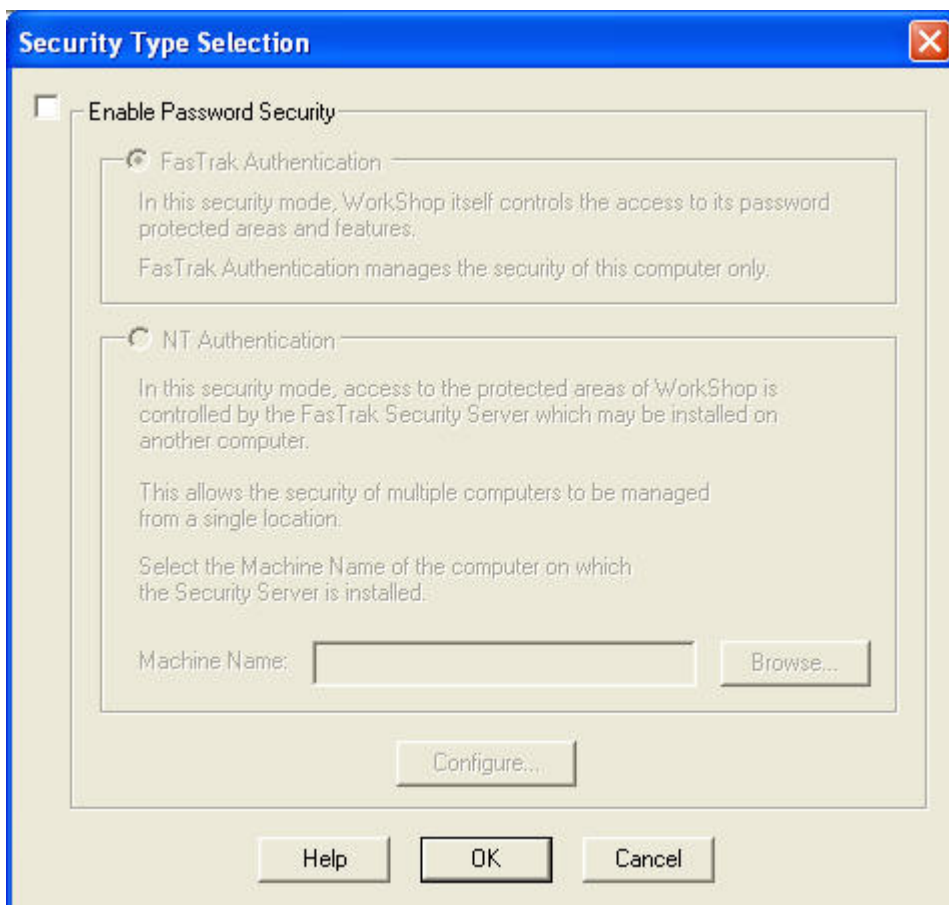 Security Type Selection
Enable Password Security
FasTrak Authentication
In this security mode, WorkShop itself controls the access to its password
protected areas and features.
FasTrak Authentication manages the security of this computer only.
NT Authentication
In this security mode, access to the protected areas of WorkShop is
controlled by the FasTrak Security Server which may be installed on
another computer.
This allows the security of multiple computers to be managed
from a single location.
Select the Machine Name of the computer on which
the Security Server is installed.
Machine Name:
Browse...
Configure...
Help
OK
Cancel